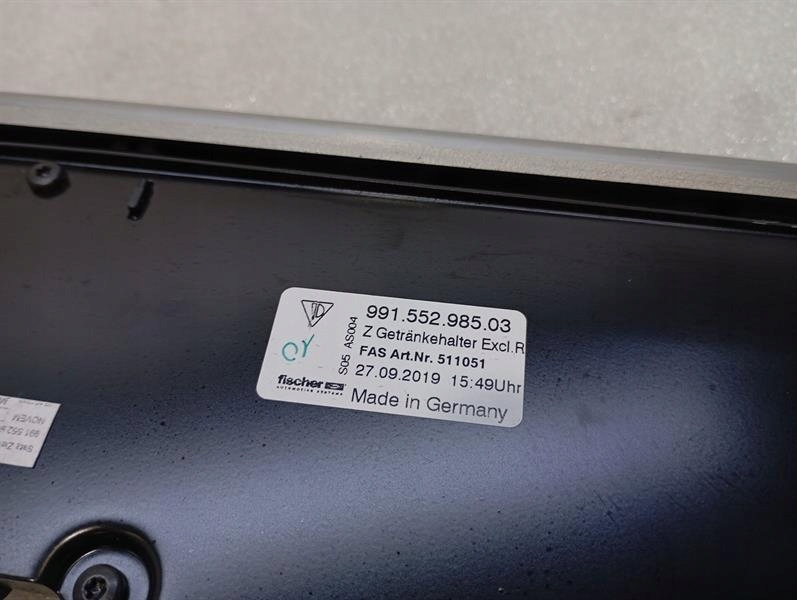 991.552.985.03
Z Getränkehalter Excl.R
FAS Art.Nr. 511051
27.09.2019 15:49Uhr
Made in Germany
S05 AS004
fischer
AUTOMOTIVE SYSTEMS
NOVEM